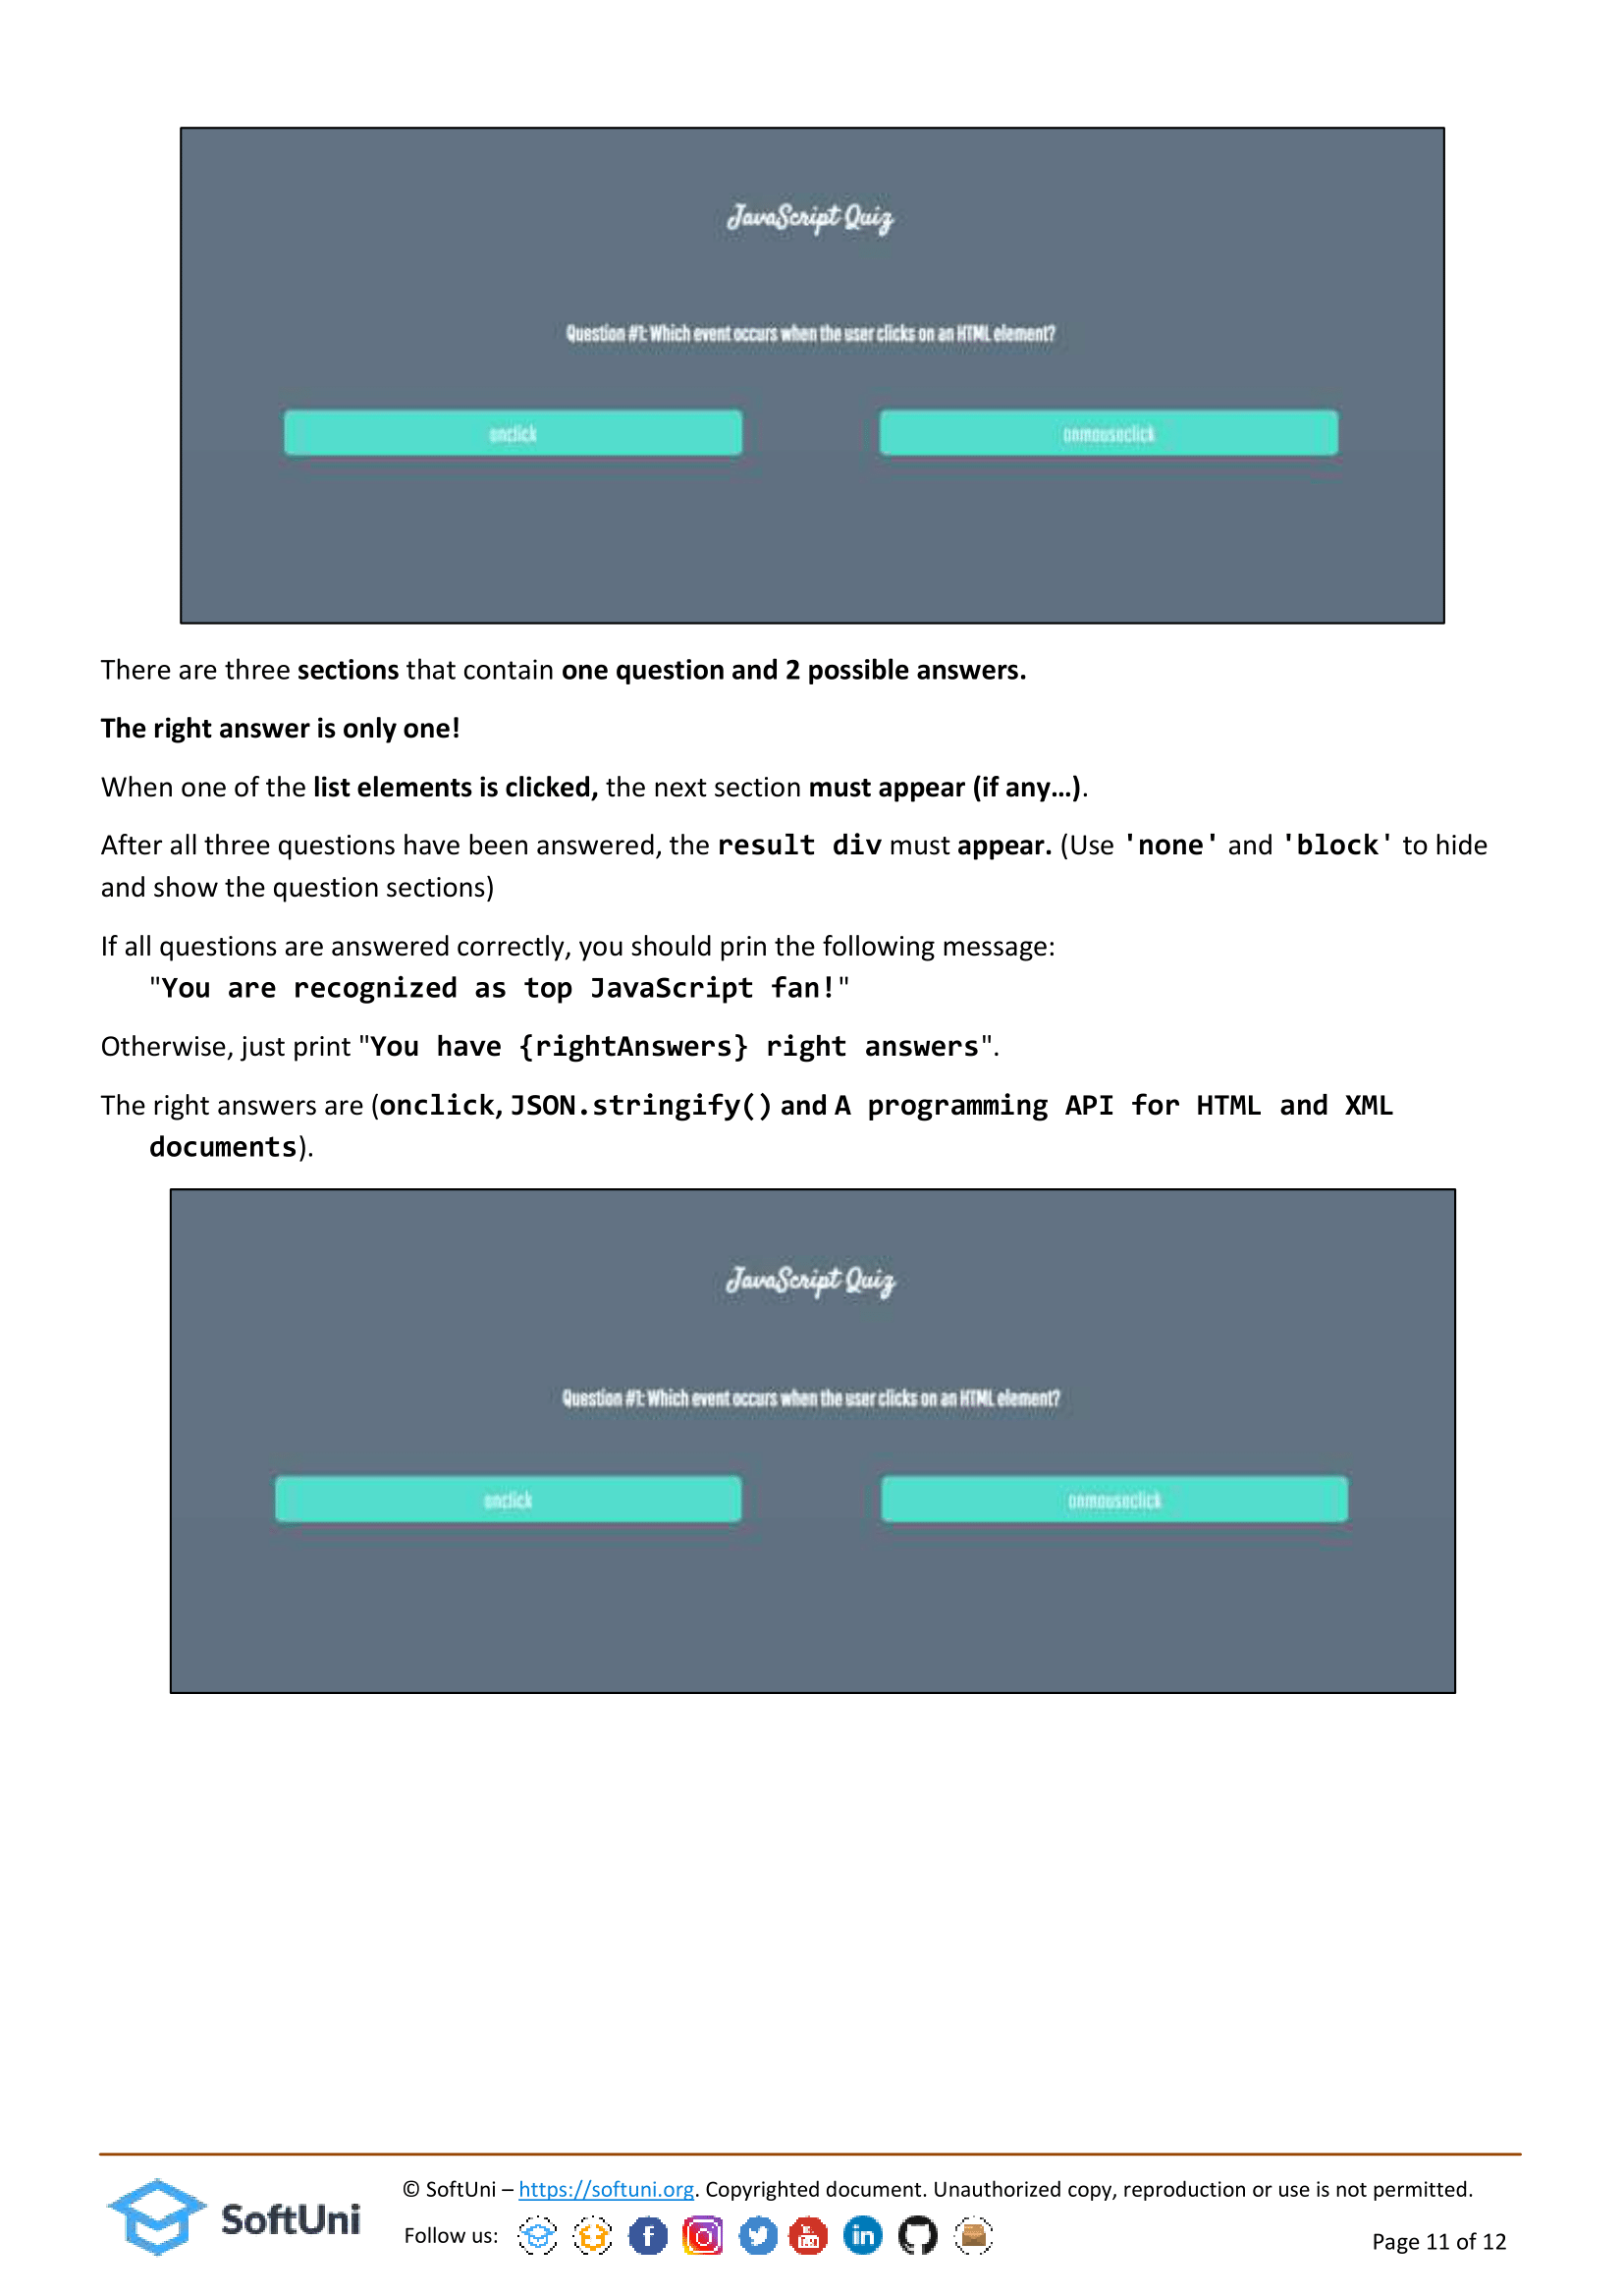 JavaScript Quiz
Question #1: Which event occurs when the user clicks on an HTML element?
onclick
onmouseclick
There are three sections that contain one question and 2 possible answers.
The right answer is only one!
When one of the list elements is clicked, the next section must appear (if any…).
After all three questions have been answered, the result div must appear. (Use 'none' and 'block' to hide
and show the question sections)
If all questions are answered correctly, you should prin the following message:
"You are recognized as top JavaScript fan!"
Otherwise, just print "You have {rightAnswers} right answers".
The right answers are (onclick, JSON.stringify() and A programming API for HTML and XML
documents).
JavaScript Quiz
Question #1: Which event occurs when the user clicks on an HTML element?
onclick
onmouseclick
SoftUni
© SoftUni – https://softuni.org. Copyrighted document. Unauthorized copy, reproduction or use is not permitted.
Follow us:
Page 11 of 12